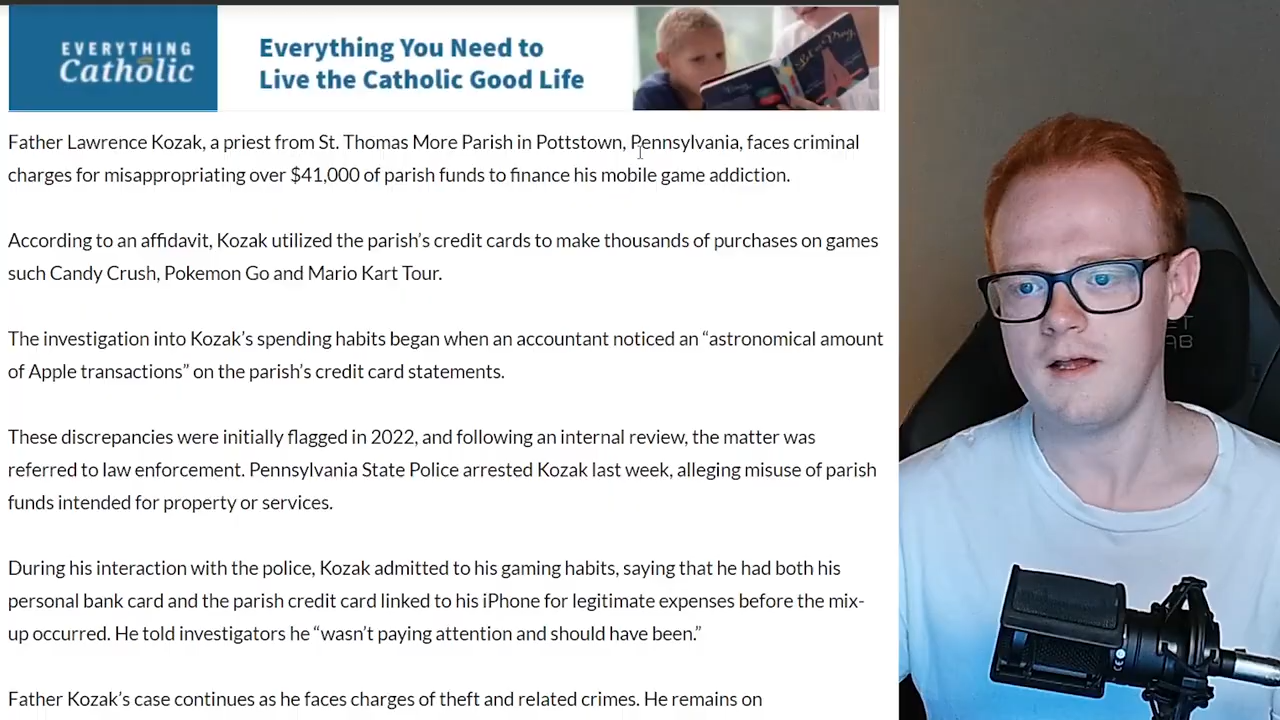 EVERYTHING
Catholic
Everything You Need to
Live the Catholic Good Life
Father Lawrence Kozak, a priest from St. Thomas More Parish in Pottstown, Pennsylvania, faces criminal
charges for misappropriating over $41,000 of parish funds to finance his mobile game addiction.
According to an affidavit, Kozak utilized the parish’s credit cards to make thousands of purchases on games
such Candy Crush, Pokemon Go and Mario Kart Tour.
The investigation into Kozak’s spending habits began when an accountant noticed an “astronomical amount
of Apple transactions” on the parish’s credit card statements.
These discrepancies were initially flagged in 2022, and following an internal review, the matter was
referred to law enforcement. Pennsylvania State Police arrested Kozak last week, alleging misuse of parish
funds intended for property or services.
During his interaction with the police, Kozak admitted to his gaming habits, saying that he had both his
personal bank card and the parish credit card linked to his iPhone for legitimate expenses before the mix-
up occurred. He told investigators he “wasn’t paying attention and should have been.”
Father Kozak’s case continues as he faces charges of theft and related crimes. He remains on